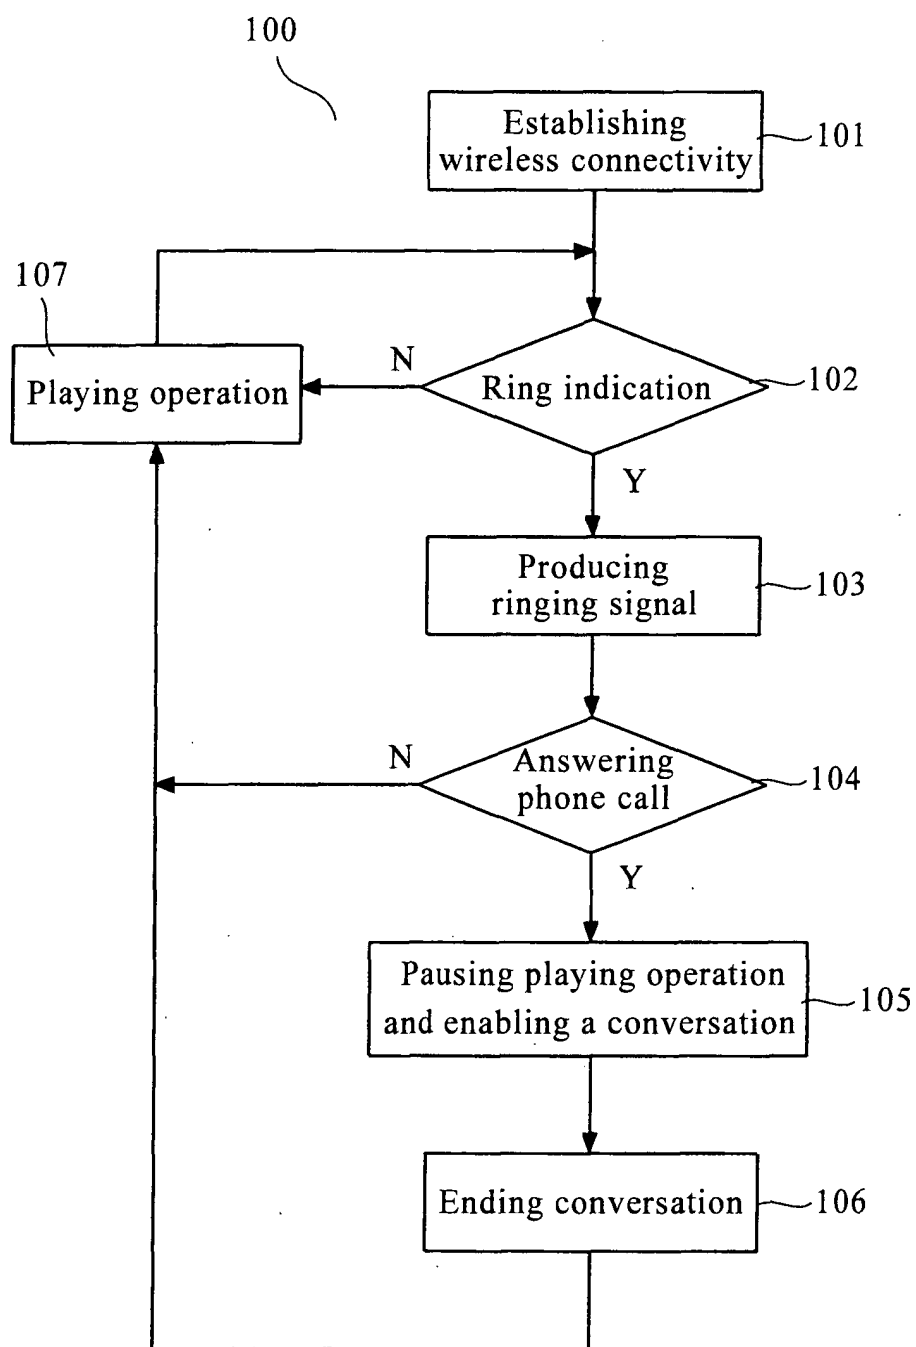 100
Establishing
wireless connectivity
101
107
Playing operation
N
Ring indication
102
Y
Producing
ringing signal
103
N
Answering
phone call
104
Y
Pausing playing operation
and enabling a conversation
105
Ending conversation
106